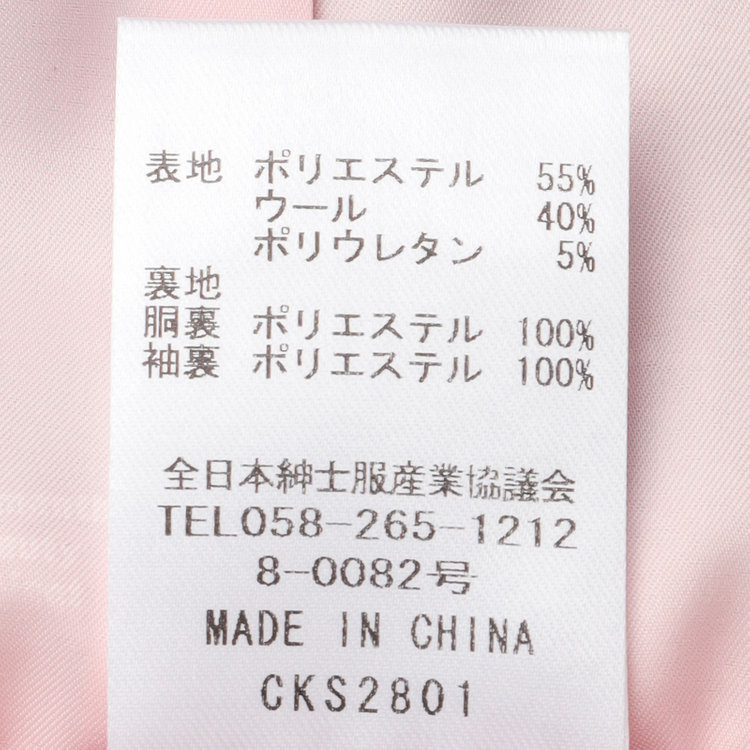 表地 ポリエステル 55%
ウール 40%
ポリウレタン 5%
裏地
胴裏 ポリエステル 100%
袖裏 ポリエステル 100%
全日本紳士服産業協議会
TEL058-265-1212
8-0082号
MADE IN CHINA
CKS2801